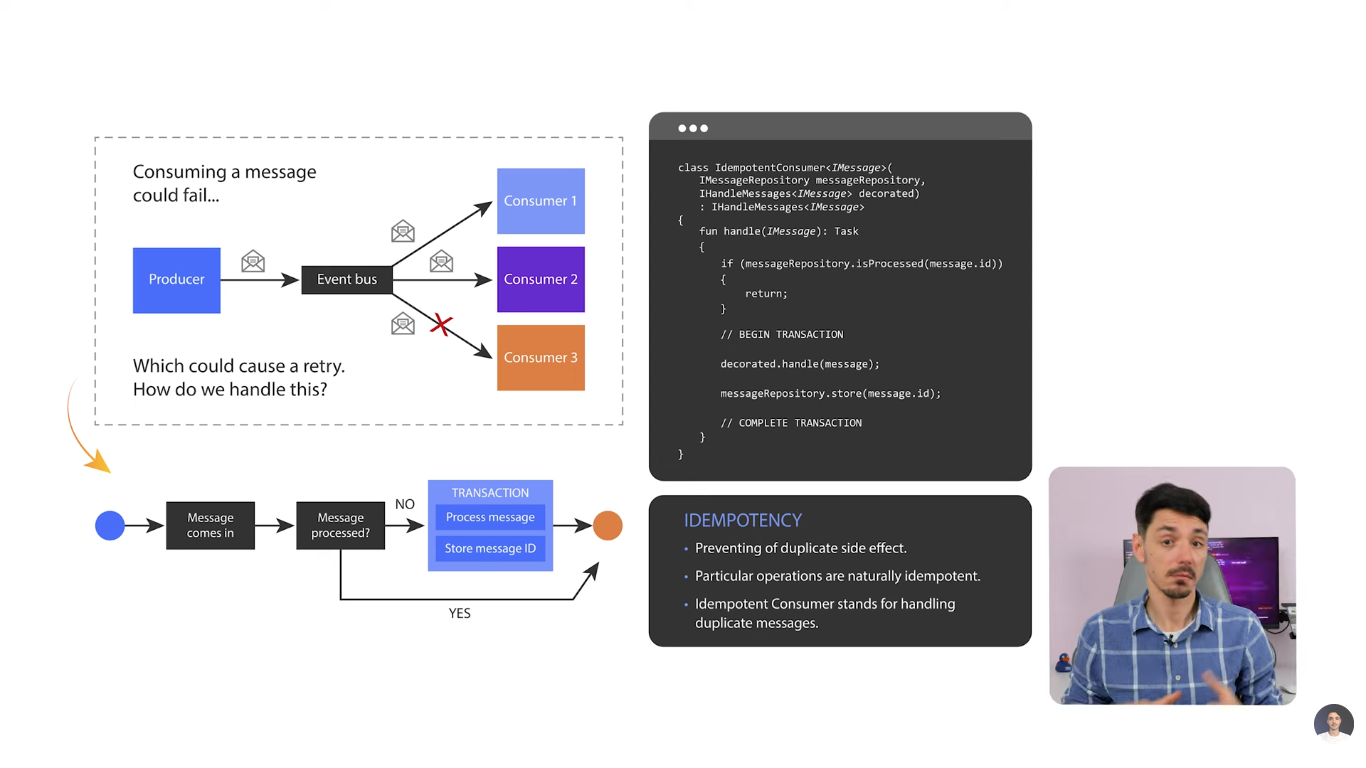 Consuming a message
could fail...
Producer
Event bus
Consumer 1
Consumer 2
Consumer 3
Which could cause a retry.
How do we handle this?
Message
comes in
Message
processed?
NO
TRANSACTION
Process message
Store message ID
YES
class IdempotentConsumer<IMessage>(
IMessageRepository messageRepository,
IHandleMessages<IMessage> decorated)
: IHandleMessages<IMessage>
{
fun handle(IMessage): Task
{
if (messageRepository.isProcessed(message.id))
{
return;
}
// BEGIN TRANSACTION
decorated.handle(message);
messageRepository.store(message.id);
// COMPLETE TRANSACTION
}
}
IDEMPOTENCY
• Preventing of duplicate side effect.
• Particular operations are naturally idempotent.
• Idempotent Consumer stands for handling
duplicate messages.